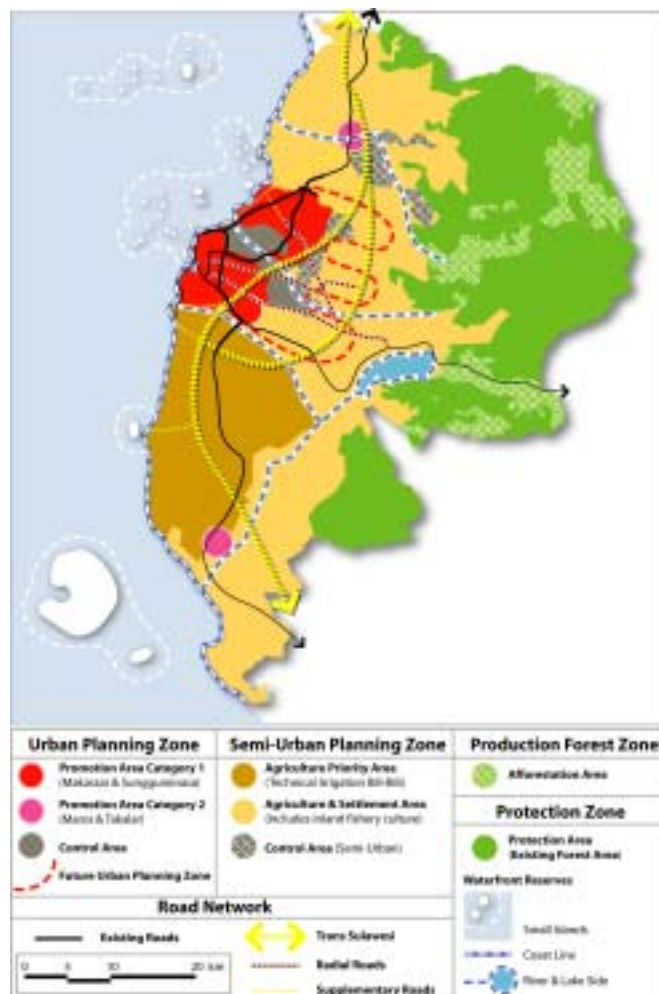 Urban Planning Zone
Promotion Area Category 1
(Makassar & Sungguminasa)
Promotion Area Category 2
(Maros & Takalar)
Control Area
Future Urban Planning Zone
Semi-Urban Planning Zone
Agriculture Priority Area
(Technical Irrigation Bili-Bili)
Agriculture & Settlement Area
(Includes inland fishery culture)
Control Area (Semi-Urban)
Production Forest Zone
Afforestation Area
Protection Zone
Protection Area
(Existing Forest Area)
Waterfront Reserves
Small Islands
Coast Line
River & Lake Side
Road Network
Existing Roads
0 5 10 20 km
Trans Sulawesi
Radial Roads
Supplementary Roads